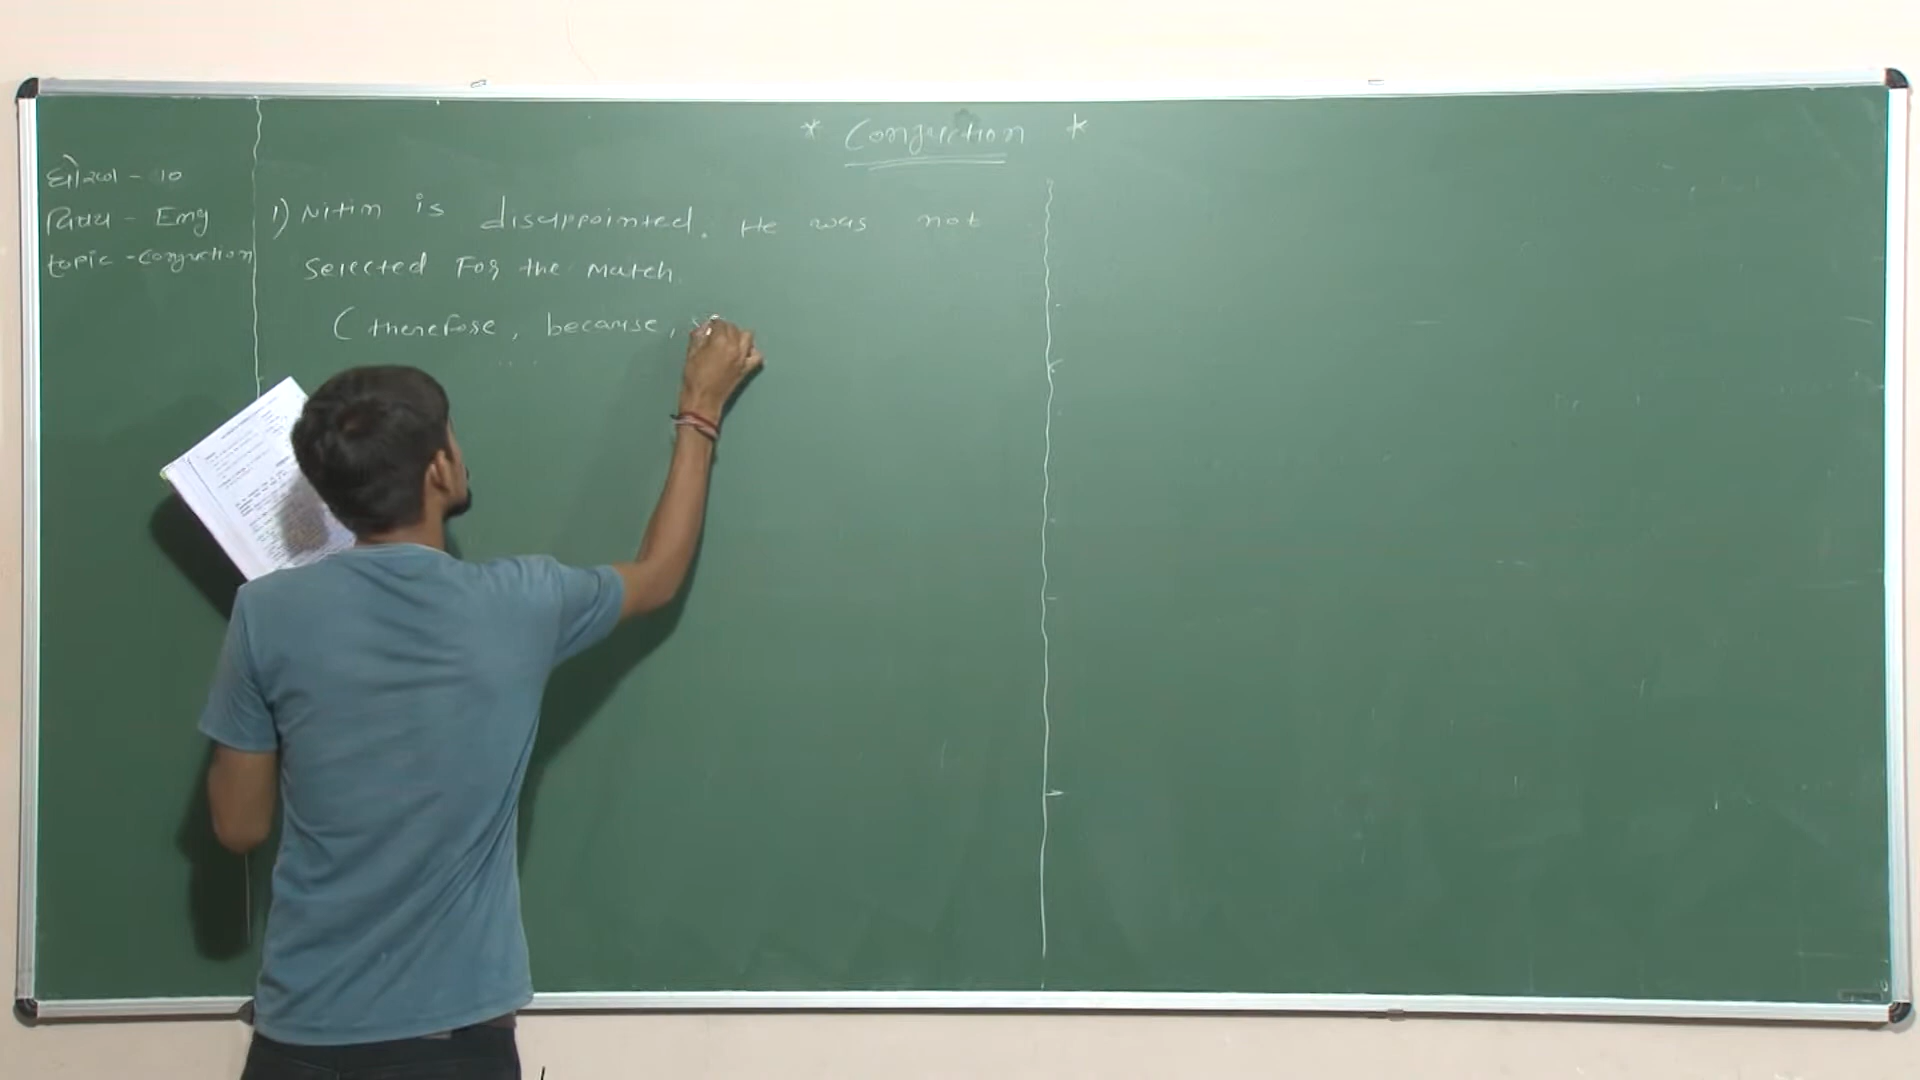 * Conjuction *
ધોરણ - 10
વિષય - Eng
topic - conjuction
1) Nitin is disappointed. He was not
selected For the match.
( therefore, because,